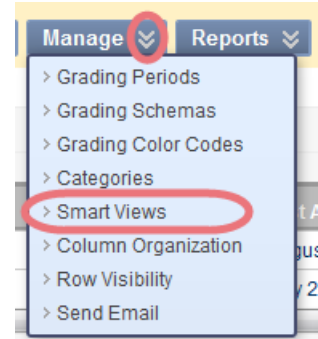 Manage Reports
> Grading Periods
> Grading Schemas
> Grading Color Codes
> Categories
> Smart Views
> Column Organization
> Row Visibility
> Send Email